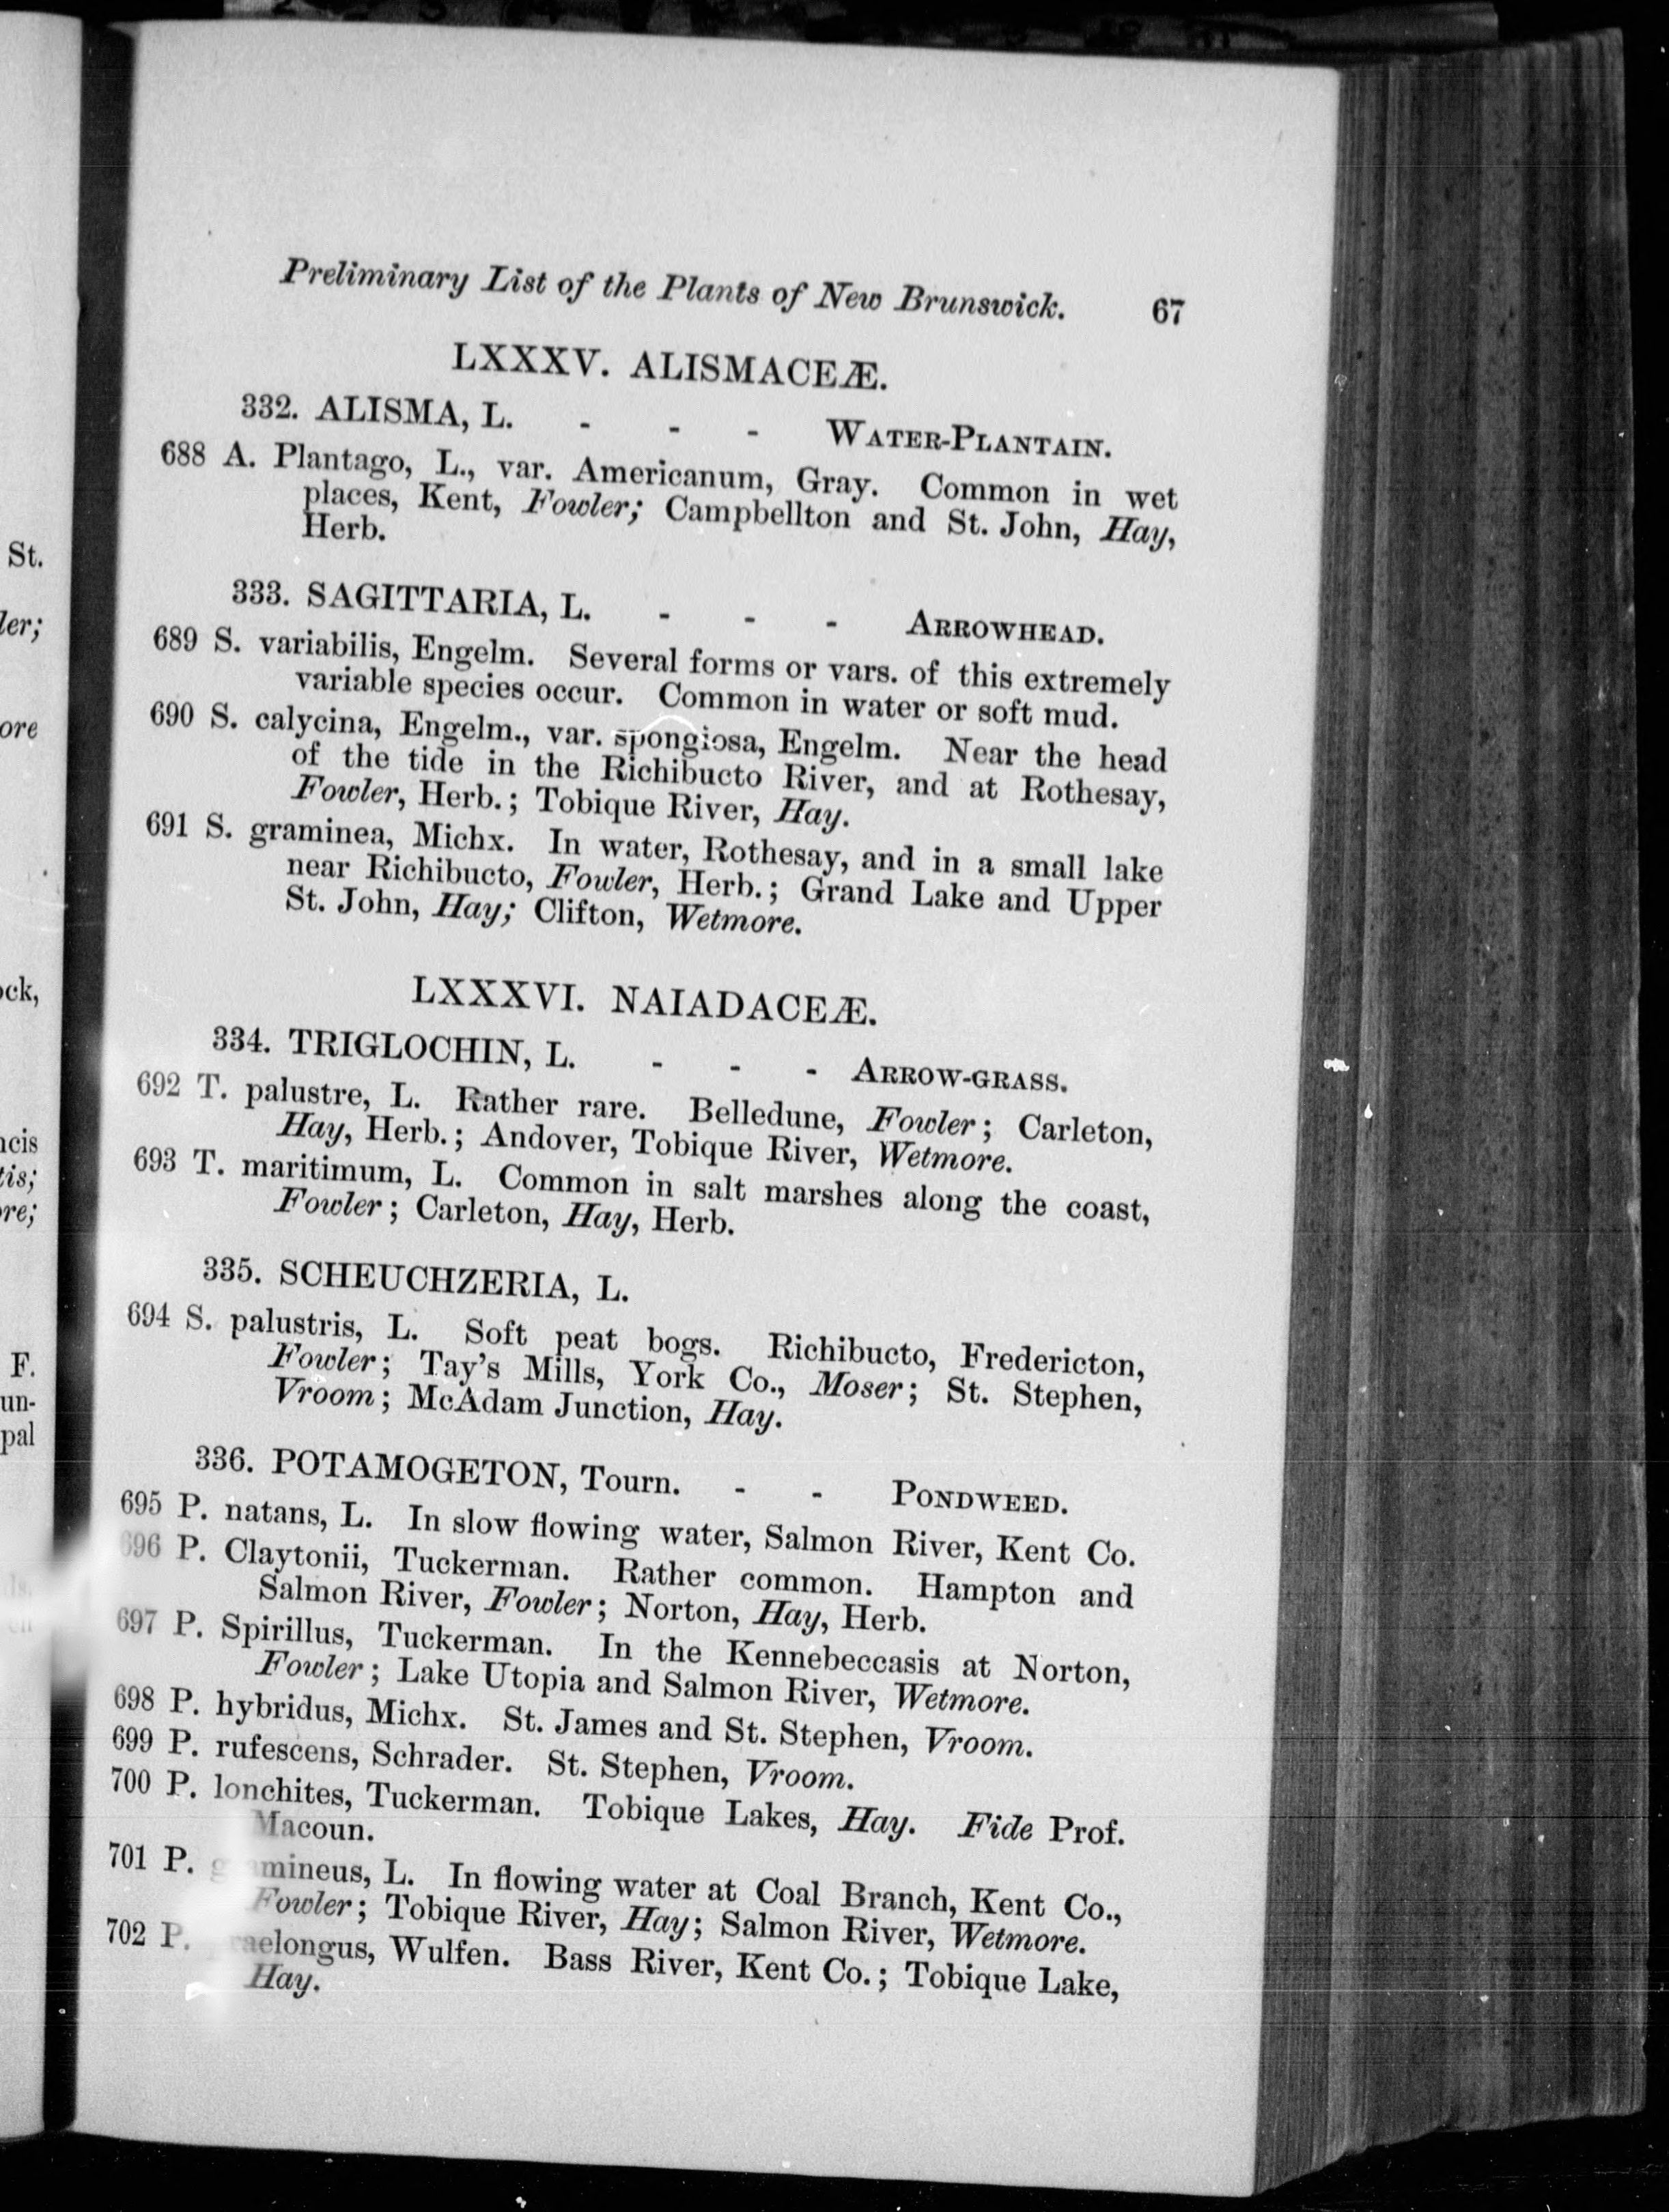 Preliminary List of the Plants of New Brunswick. 67
LXXXV. ALISMACEÆ.
332. ALISMA, L. - - - WATER-PLANTAIN.
688 A. Plantago, L., var. Americanum, Gray. Common in wet
places, Kent, Fowler; Campbellton and St. John, Hay,
Herb.
333. SAGITTARIA, L. - - - ARROWHEAD.
689 S. variabilis, Engelm. Several forms or vars. of this extremely
variable species occur. Common in water or soft mud.
690 S. calycina, Engelm., var. spongiosa, Engelm. Near the head
of the tide in the Richibucto River, and at Rothesay,
Fowler, Herb.; Tobique River, Hay.
691 S. graminea, Michx. In water, Rothesay, and in a small lake
near Richibucto, Fowler, Herb.; Grand Lake and Upper
St. John, Hay; Clifton, Wetmore.
LXXXVI. NAIADACEÆ.
334. TRIGLOCHIN, L. - - - ARROW-GRASS.
692 T. palustre, L. Rather rare. Belledune, Fowler; Carleton,
Hay, Herb.; Andover, Tobique River, Wetmore.
693 T. maritimum, L. Common in salt marshes along the coast,
Fowler; Carleton, Hay, Herb.
335. SCHEUCHZERIA, L.
694 S. palustris, L. Soft peat bogs. Richibucto, Fredericton,
Fowler; Tay's Mills, York Co., Moser; St. Stephen,
Vroom; McAdam Junction, Hay.
336. POTAMOGETON, Tourn. - - PONDWEED.
695 P. natans, L. In slow flowing water, Salmon River, Kent Co.
696 P. Claytonii, Tuckerman. Rather common. Hampton and
Salmon River, Fowler; Norton, Hay, Herb.
697 P. Spirillus, Tuckerman. In the Kennebeccasis at Norton,
Fowler; Lake Utopia and Salmon River, Wetmore.
698 P. hybridus, Michx. St. James and St. Stephen, Vroom.
699 P. rufescens, Schrader. St. Stephen, Vroom.
700 P. lonchites, Tuckerman. Tobique Lakes, Hay. Fide Prof.
Macoun.
701 P. L. In flowing water at Coal Branch, Kent Co.,
Fowler; Tobique River, Hay; Salmon River, Wetmore.
702 P. Wulfen. Bass River, Kent Co.; Tobique Lake,
Hay.